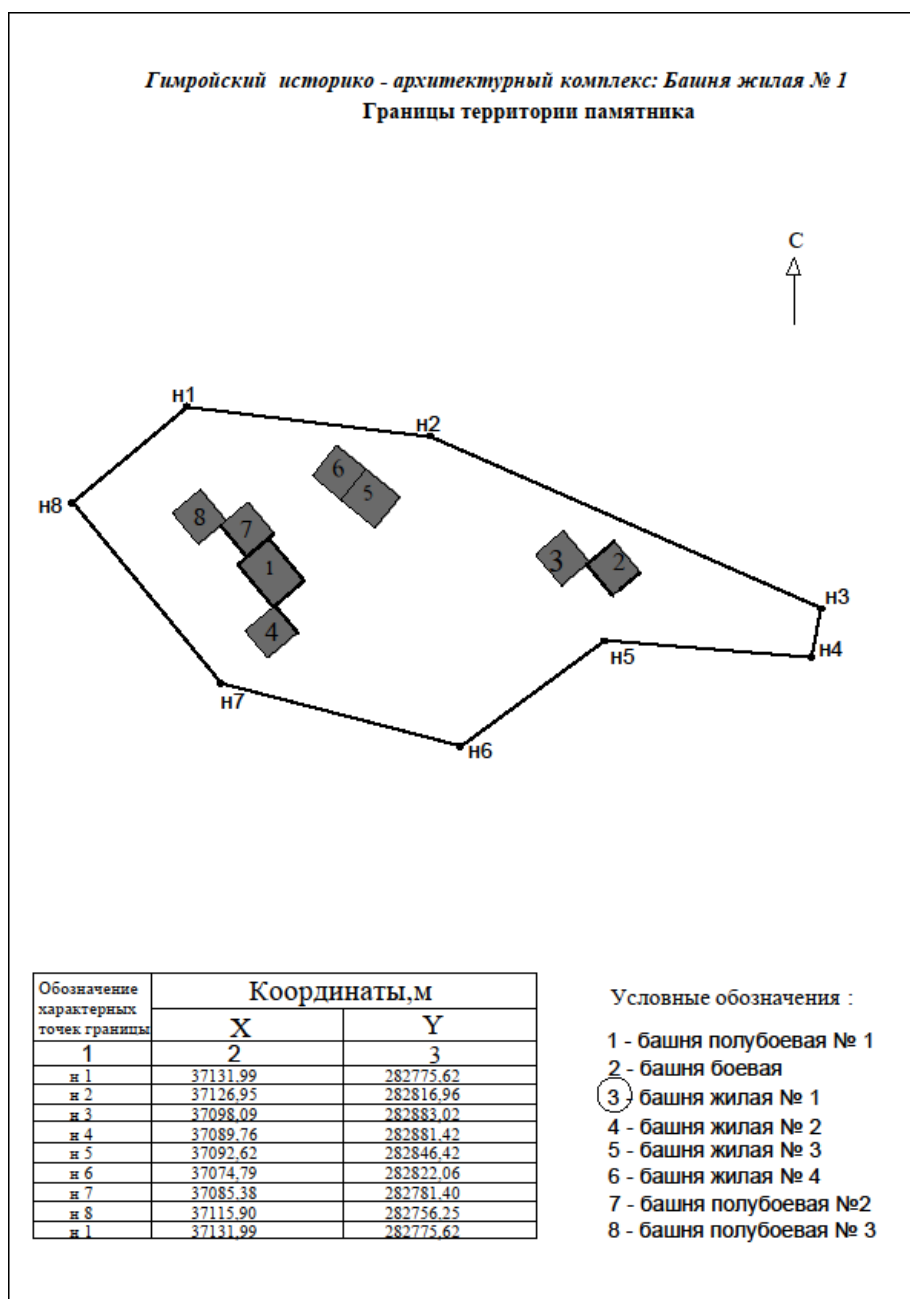 Гимройский историко - архитектурный комплекс: Башня жилая № 1
Границы территории памятника
С
н1
н2
н8
6
5
8
7
1
3
2
4
н3
н5
н4
н7
н6
Обозначение характерных точек границы Координаты,м
X Y
1 2 3
н 1 37131,99 282775,62
н 2 37126,95 282816,96
н 3 37098,09 282883,02
н 4 37089,76 282881,42
н 5 37092,62 282846,42
н 6 37074,79 282822,06
н 7 37085,38 282781,40
н 8 37115,90 282756,25
н 1 37131,99 282775,62
Условные обозначения :
1 - башня полубоевая № 1
2 - башня боевая
3 - башня жилая № 1
4 - башня жилая № 2
5 - башня жилая № 3
6 - башня жилая № 4
7 - башня полубоевая №2
8 - башня полубоевая № 3